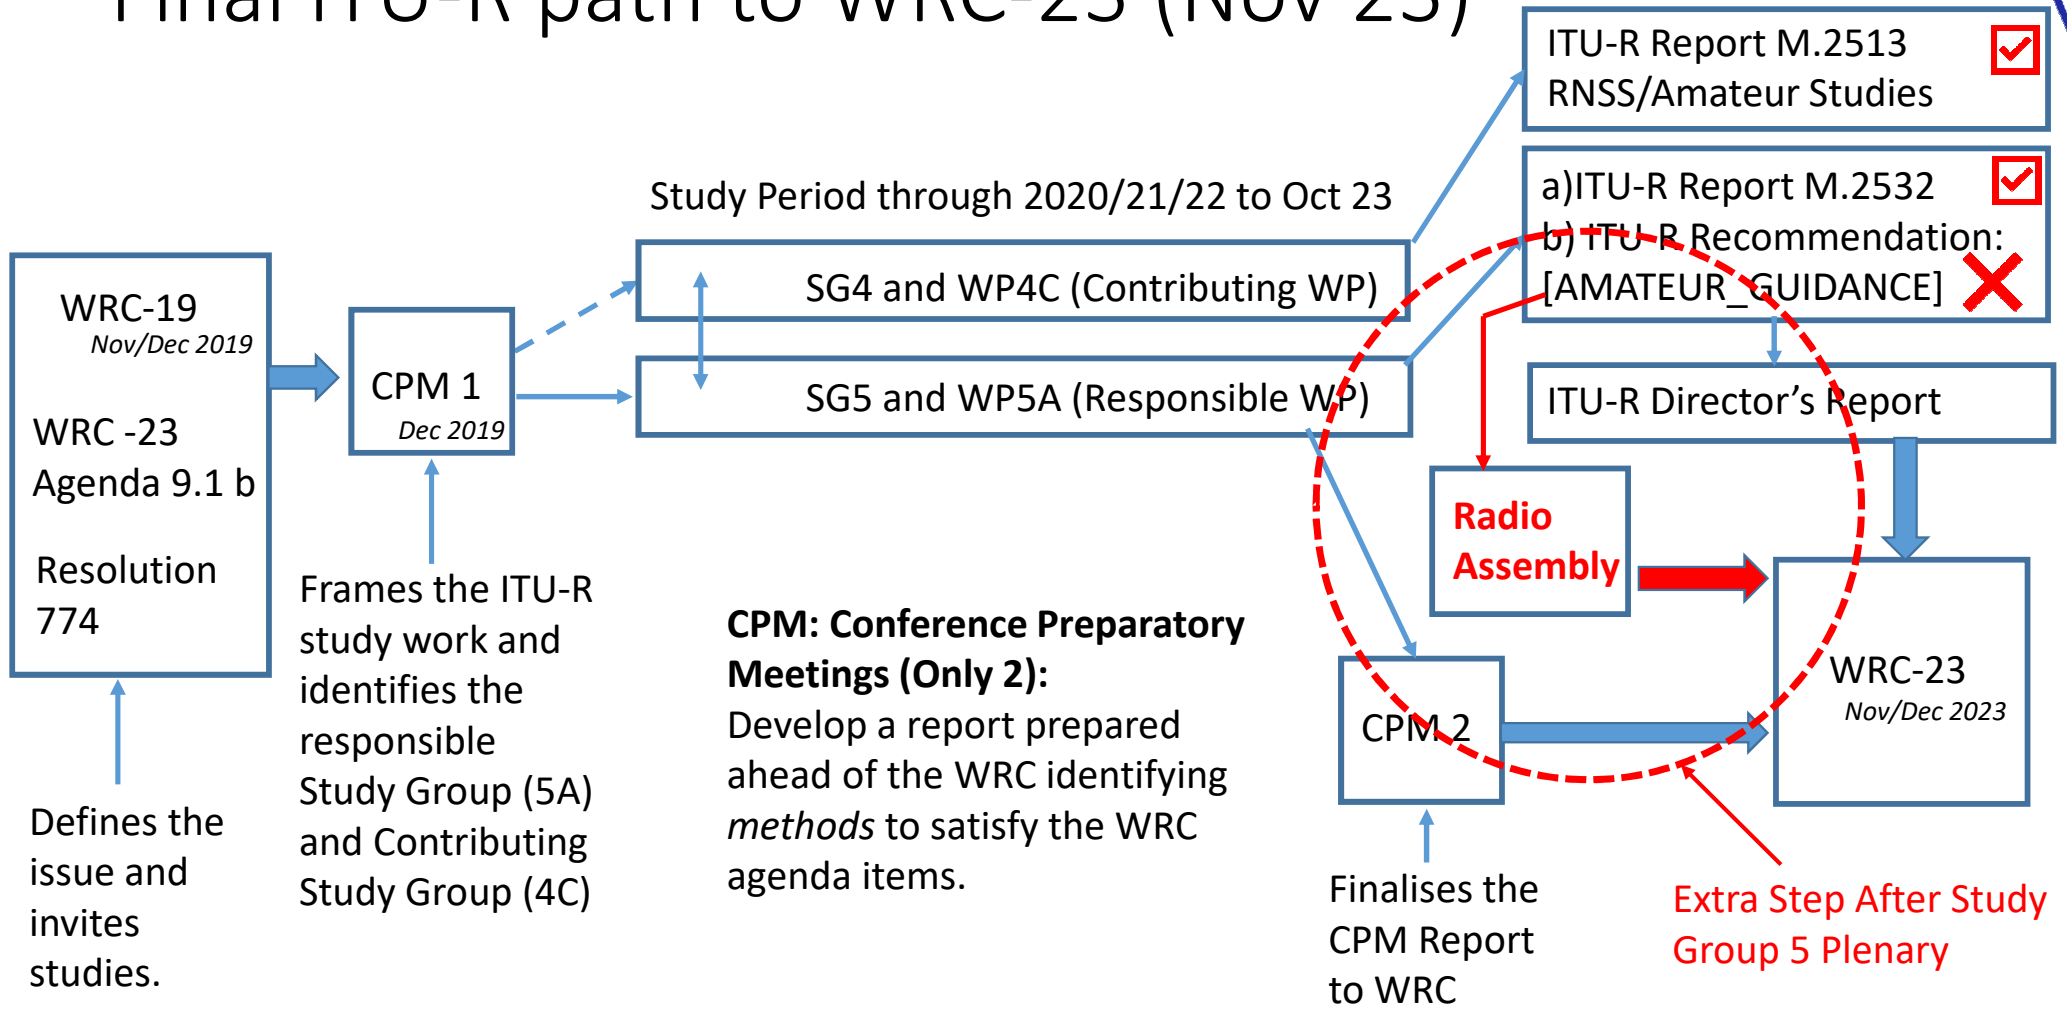 Final ITU-R path to WRC-23 (Nov 23)
ITU-R Report M.2513
RNSS/Amateur Studies
a)ITU-R Report M.2532
b) ITU-R Recommendation:
[AMATEUR_GUIDANCE]
Study Period through 2020/21/22 to Oct 23
SG4 and WP4C (Contributing WP)
SG5 and WP5A (Responsible WP)
ITU-R Director's Report
WRC-19
Nov/Dec 2019
WRC -23
Agenda 9.1 b
Resolution
774
CPM 1
Dec 2019
Radio
Assembly
CPM 2
WRC-23
Nov/Dec 2023
Defines the
issue and
invites
studies.
Frames the ITU-R
study work and
identifies the
responsible
Study Group (5A)
and Contributing
Study Group (4C)
CPM: Conference Preparatory
Meetings (Only 2):
Develop a report prepared
ahead of the WRC identifying
methods to satisfy the WRC
agenda items.
Finalises the
CPM Report
to WRC
Extra Step After Study
Group 5 Plenary